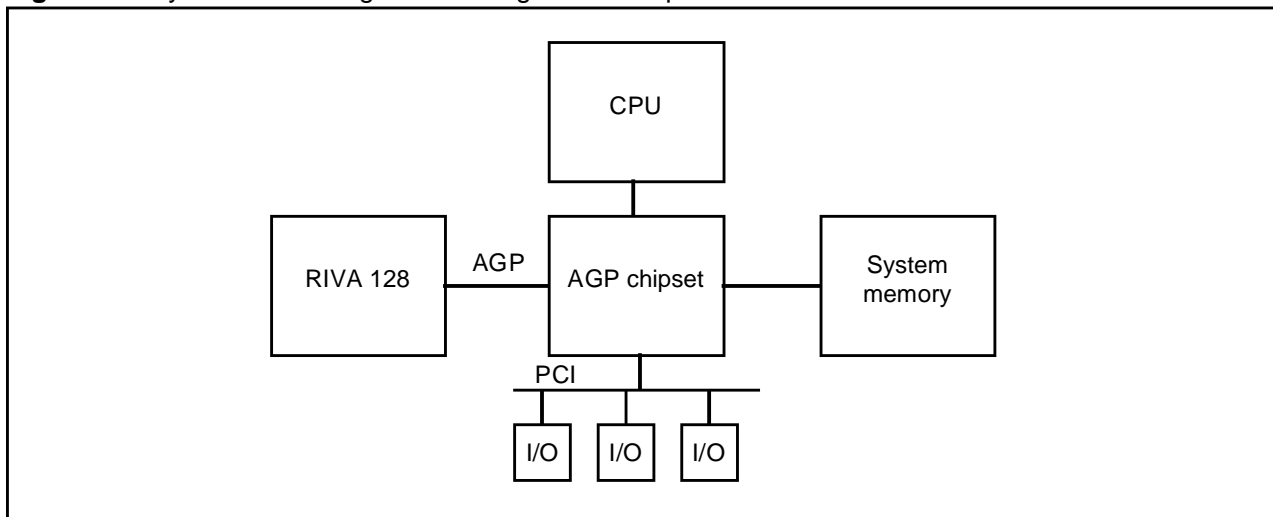 CPU
RIVA 128
AGP
AGP chipset
System
memory
PCI
I/O
I/O
I/O